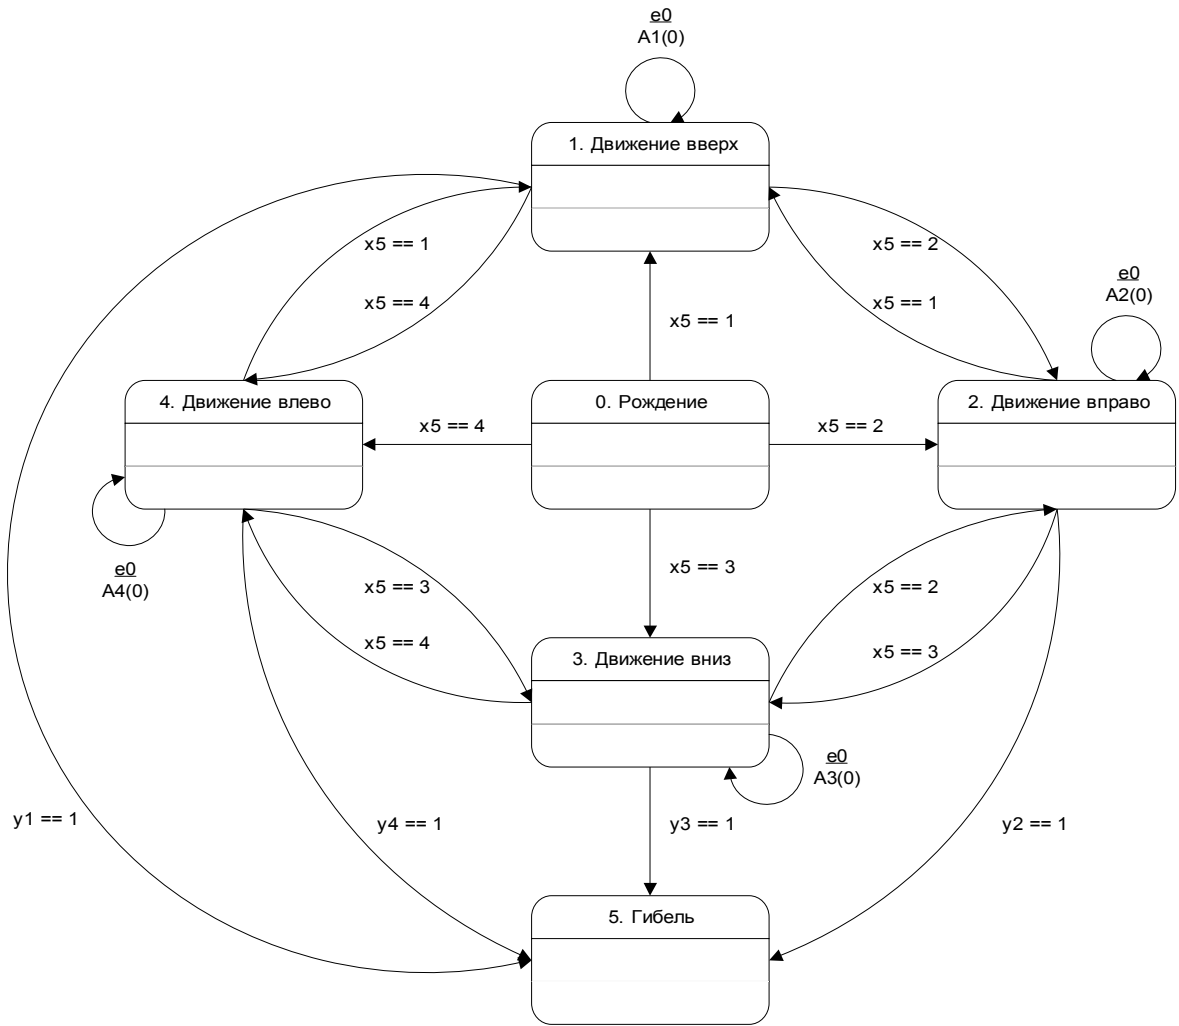 e0
A1(0)
1. Движение вверх
x5 == 1
x5 == 2
x5 == 4
x5 == 1
x5 == 1
e0
A2(0)
4. Движение влево
0. Рождение
2. Движение вправо
x5 == 4
x5 == 2
e0
A4(0)
x5 == 3
x5 == 3
x5 == 2
x5 == 4
x5 == 3
3. Движение вниз
e0
A3(0)
y1 == 1
y4 == 1
y3 == 1
y2 == 1
5. Гибель